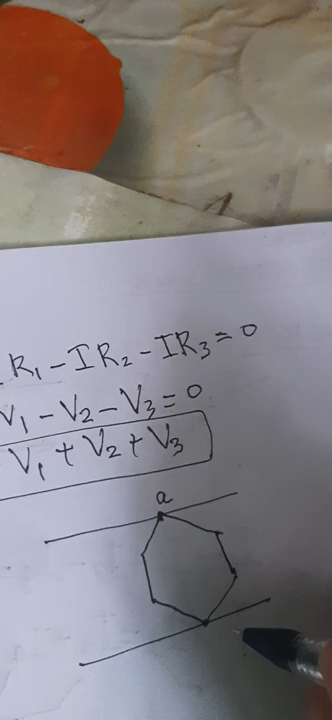 R₁ - IR₂ - IR₃ = 0
V₁ - V₂ - V₃ = 0
V₁ + V₂ + V₃
a